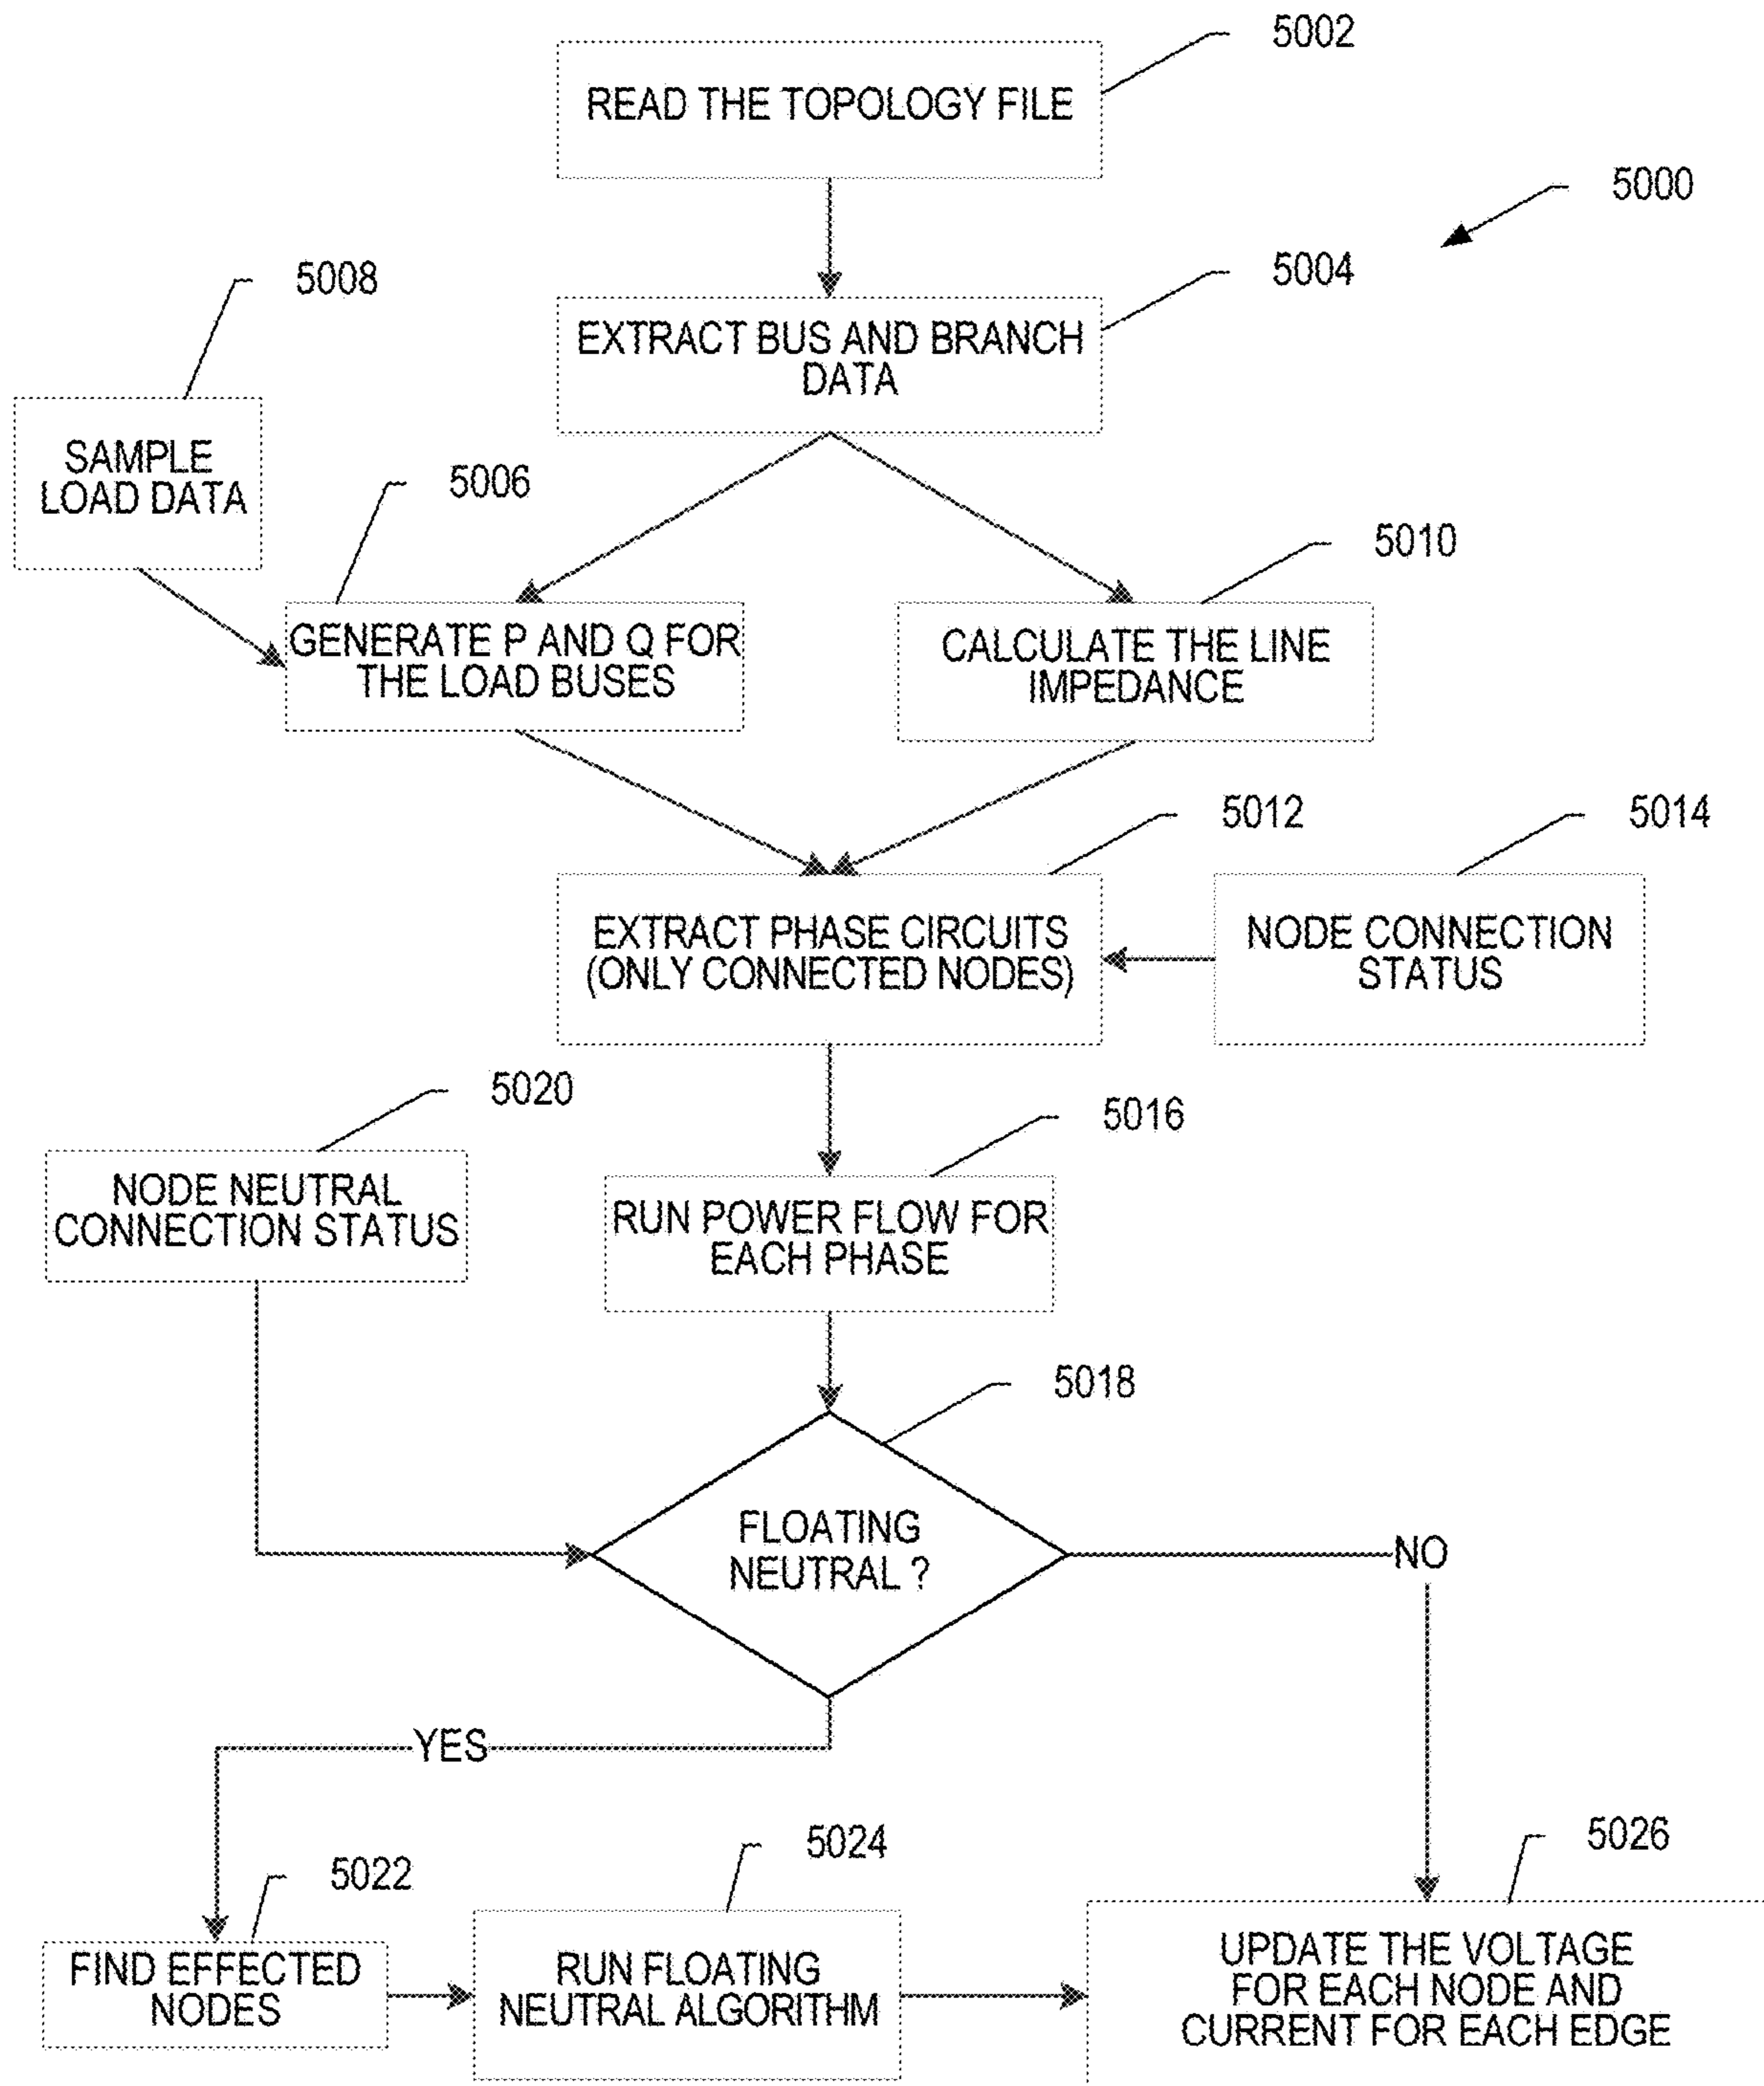 5002
READ THE TOPOLOGY FILE
5000
5004
5008
EXTRACT BUS AND BRANCH
DATA
SAMPLE
LOAD DATA
5006
5010
GENERATE P AND Q FOR
THE LOAD BUSES
CALCULATE THE LINE
IMPEDANCE
5012
5014
EXTRACT PHASE CIRCUITS
(ONLY CONNECTED NODES)
NODE CONNECTION
STATUS
5020
5016
NODE NEUTRAL
CONNECTION STATUS
RUN POWER FLOW FOR
EACH PHASE
5018
FLOATING
NEUTRAL ?
NO
YES
5022
5024
5026
FIND EFFECTED
NODES
RUN FLOATING
NEUTRAL ALGORITHM
UPDATE THE VOLTAGE
FOR EACH NODE AND
CURRENT FOR EACH EDGE